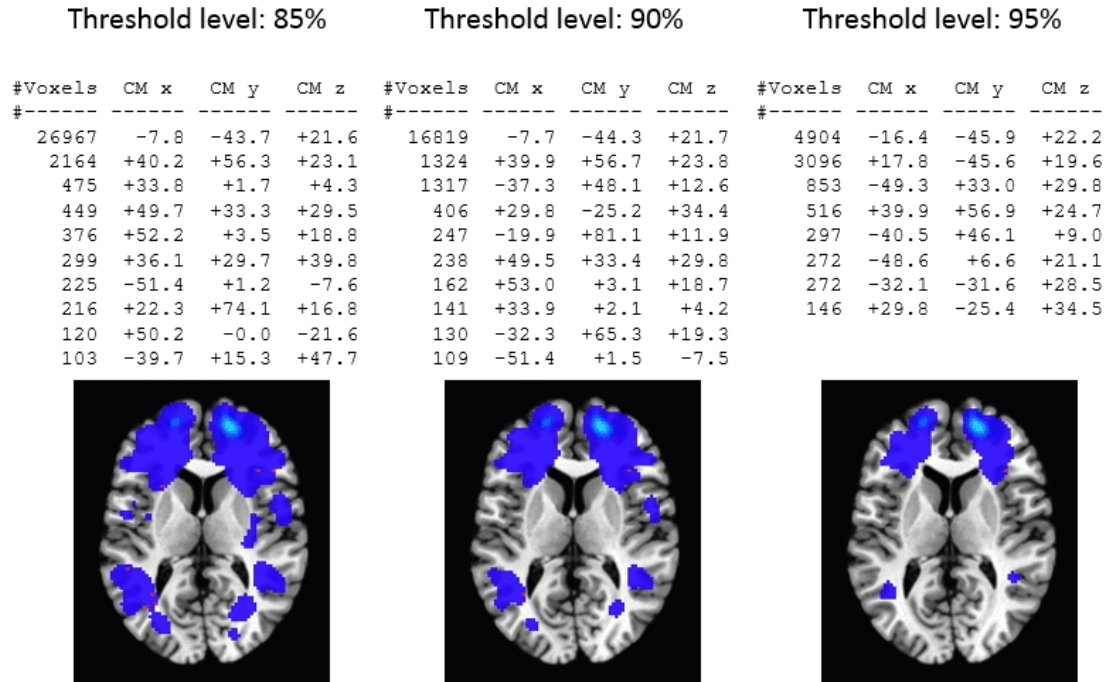 Threshold level: 85%
#Voxels CM x CM y CM z
#------ ------ ------ ------
26967 -7.8 -43.7 +21.6
2164 +40.2 +56.3 +23.1
475 +33.8 +1.7 +4.3
449 +49.7 +33.3 +29.5
376 +52.2 +3.5 +18.8
299 +36.1 +29.7 +39.8
225 -51.4 +1.2 -7.6
216 +22.3 +74.1 +16.8
120 +50.2 -0.0 -21.6
103 -39.7 +15.3 +47.7
Threshold level: 90%
#Voxels CM x CM y CM z
#------ ------ ------ ------
16819 -7.7 -44.3 +21.7
1324 +39.9 +56.7 +23.8
1317 -37.3 +48.1 +12.6
406 +29.8 -25.2 +34.4
247 -19.9 +81.1 +11.9
238 +49.5 +33.4 +29.8
162 +53.0 +3.1 +18.7
141 +33.9 +2.1 +4.2
130 -32.3 +65.3 +19.3
109 -51.4 +1.5 -7.5
Threshold level: 95%
#Voxels CM x CM y CM z
#------ ------ ------ ------
4904 -16.4 -45.9 +22.2
3096 +17.8 -45.6 +19.6
853 -49.3 +33.0 +29.8
516 +39.9 +56.9 +24.7
297 -40.5 +46.1 +9.0
272 -48.6 +6.6 +21.1
272 -32.1 -31.6 +28.5
146 +29.8 -25.4 +34.5